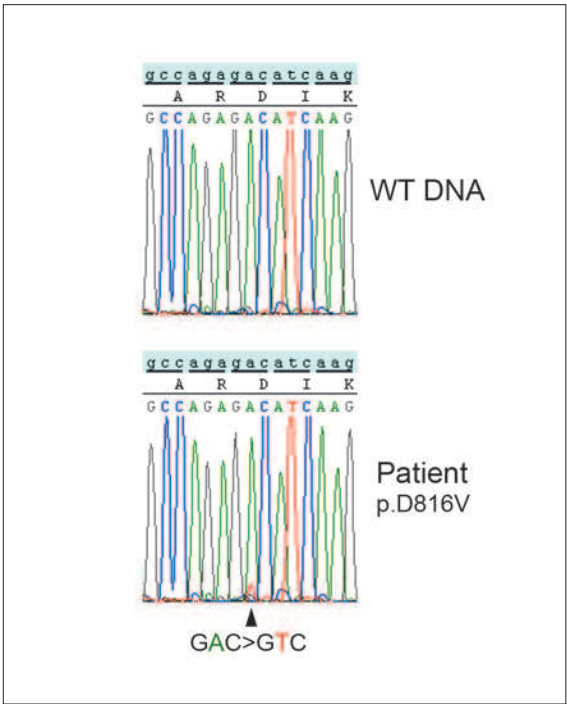 gccagagacatcaag
A R D I K
GCCAGAGACATCAAG
WT DNA
gccagagacatcaag
A R D I K
GCCAGAGACATCAAG
Patient
p.D816V
GAC>GTC